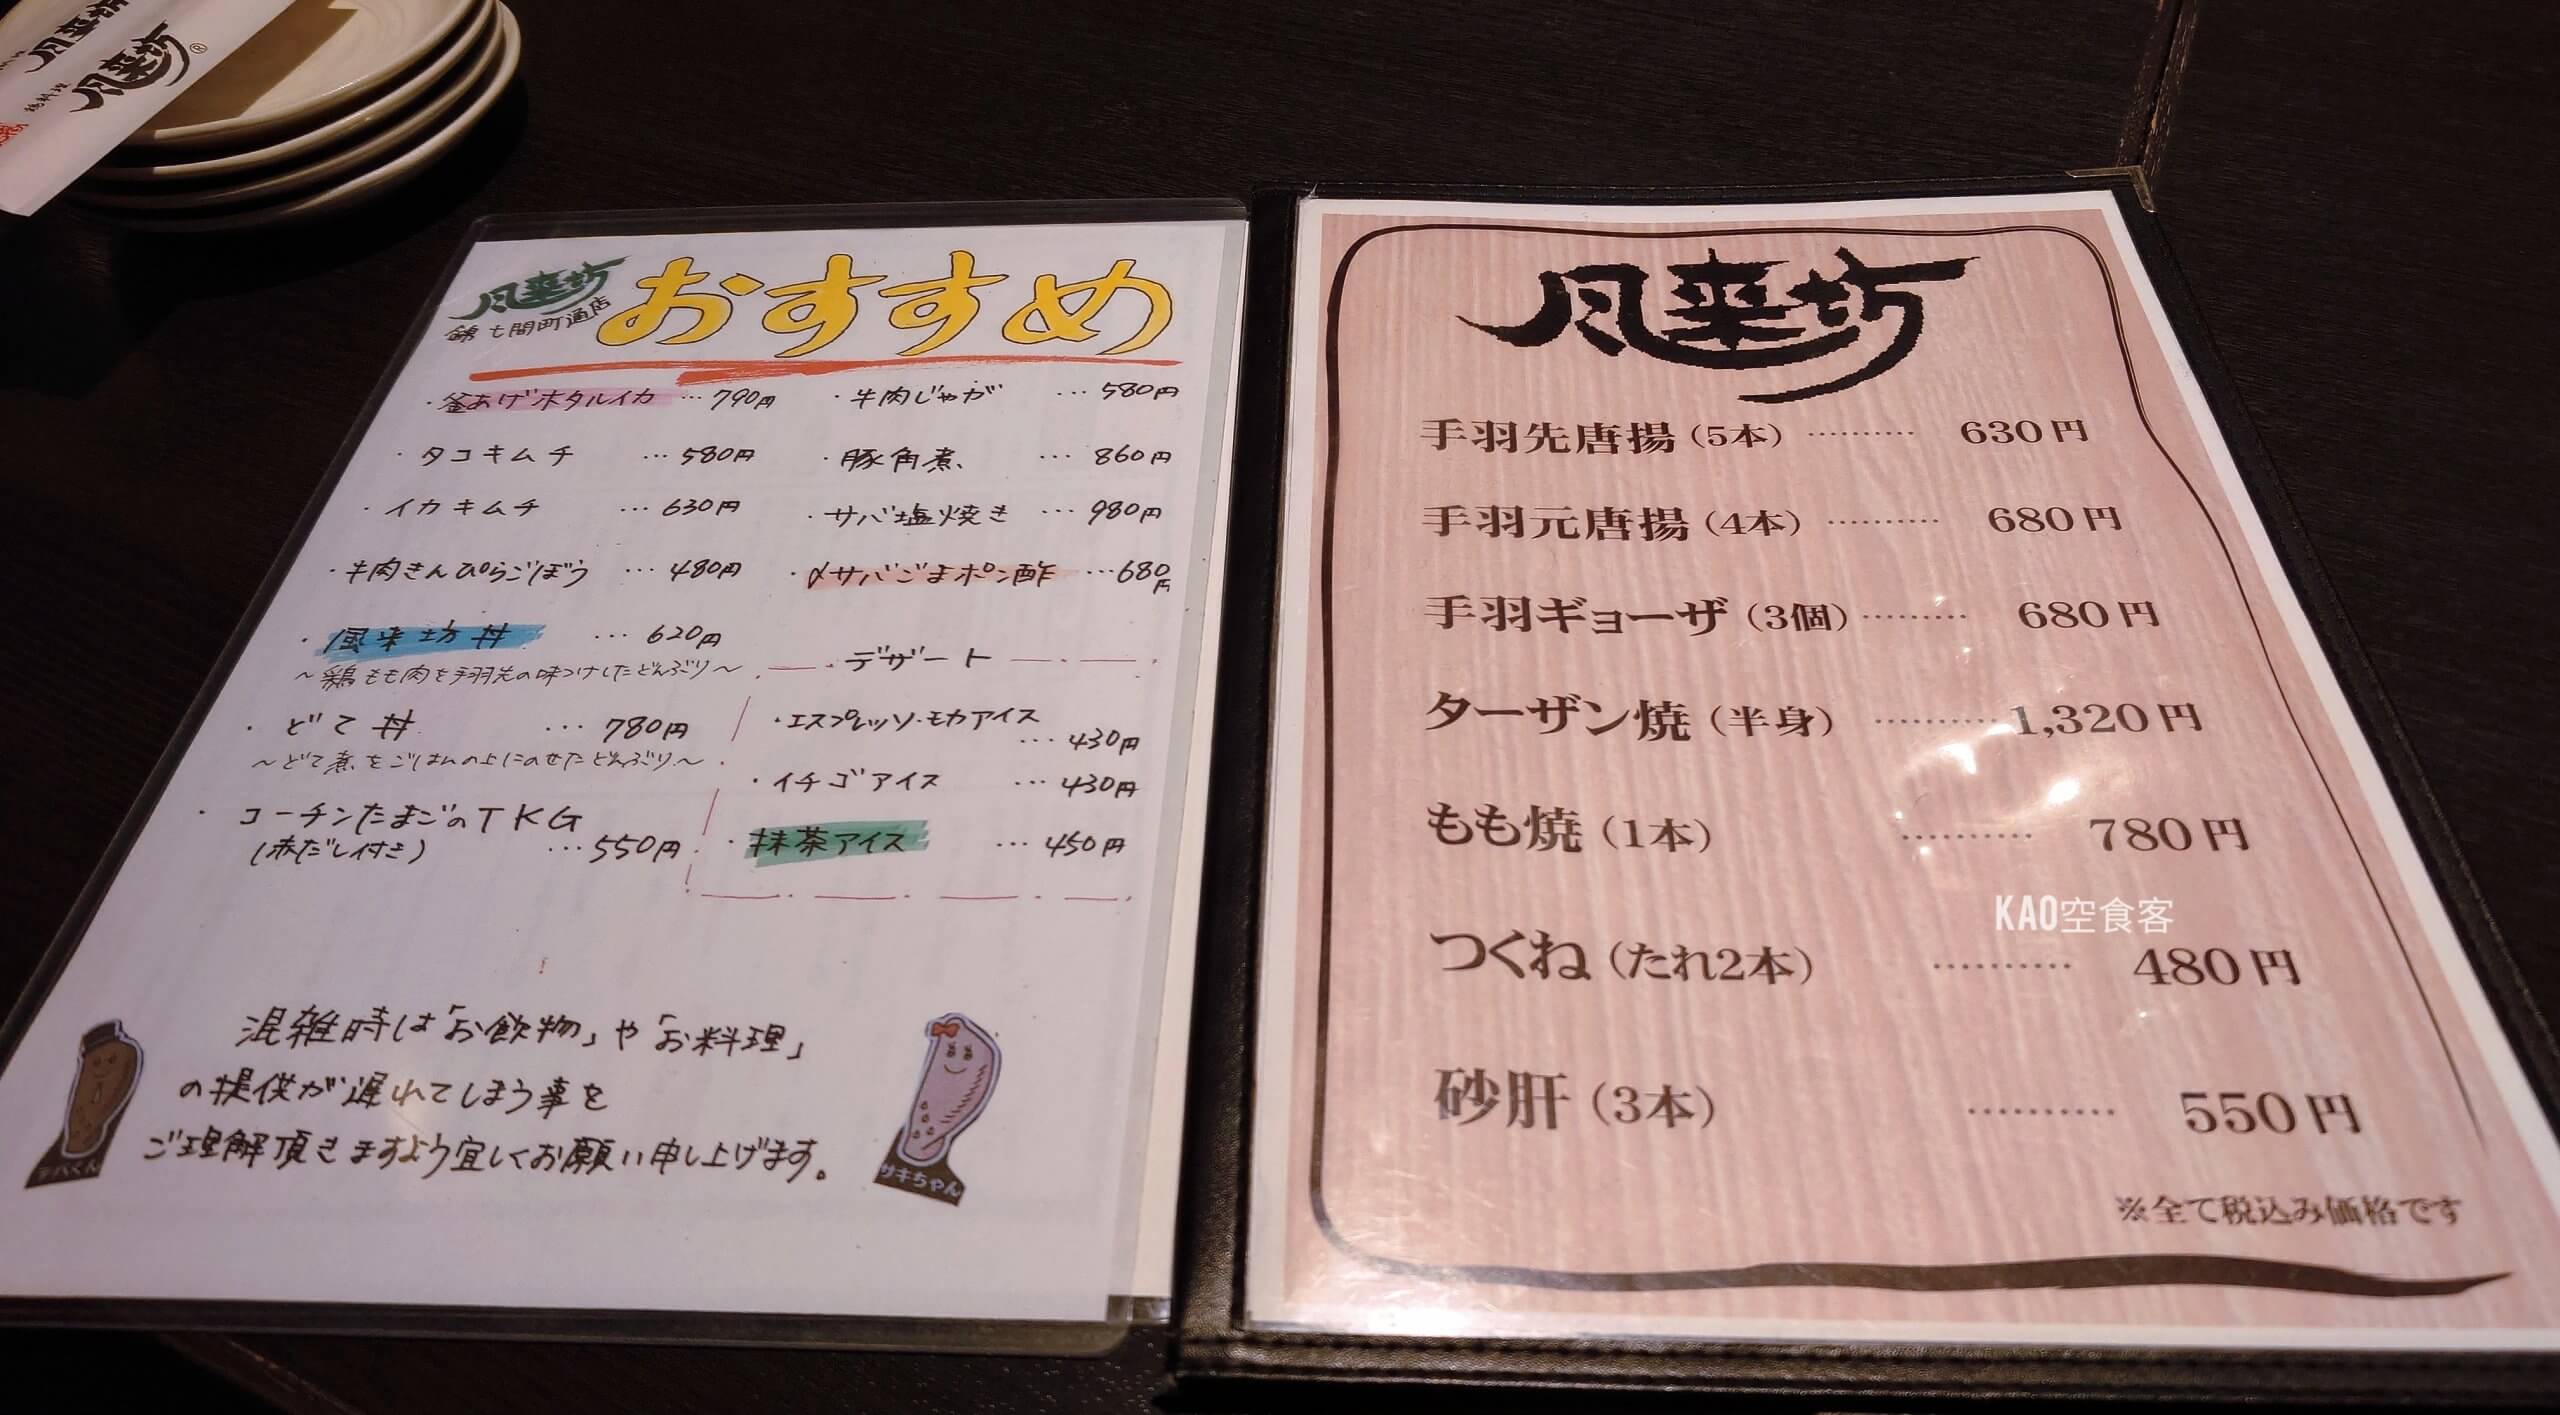 風来坊
風来坊®
鶏料理
風来坊
錦七間町通店
おすすめ
・釜あげホタルイカ …790円
・タコキムチ …580円
・イカキムチ …630円
・牛肉きんぴらごぼう …480円
・風来坊丼 …620円
〜鶏もも肉を手羽先の味つけしたどんぶり〜
・どて丼 …780円
〜どて煮をごはんの上にのせたどんぶり〜
・コーチンたまごのTKG
(赤だし付き) …550円
・牛肉じゃが …580円
・豚角煮 …860円
・サバ塩焼き …980円
・〆サバごまポン酢 …680円
デザート
・エスプレッソ・モカアイス
…430円
・イチゴアイス …430円
・抹茶アイス …450円
混雑時は「お飲物」や「お料理」
の提供が遅れてしまう事を
ご理解頂きますよう宜しくお願い申し上げます。
テバくん
サキちゃん
風来坊
手羽先唐揚(5本) ………… 630円
手羽元唐揚(4本) ………… 680円
手羽ギョーザ(3個) ………… 680円
ターザン焼(半身) ………… 1,320円
もも焼(1本) ………… 780円
KAO空食客
つくね(たれ2本) ………… 480円
砂肝(3本) ………… 550円
※全て税込み価格です